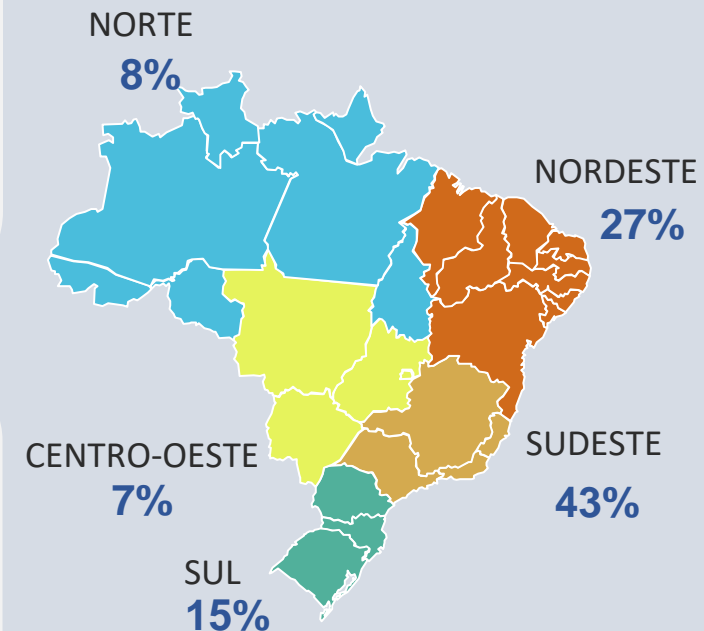 NORTE
8%
NORDESTE
27%
CENTRO-OESTE
7%
SUDESTE
43%
SUL
15%